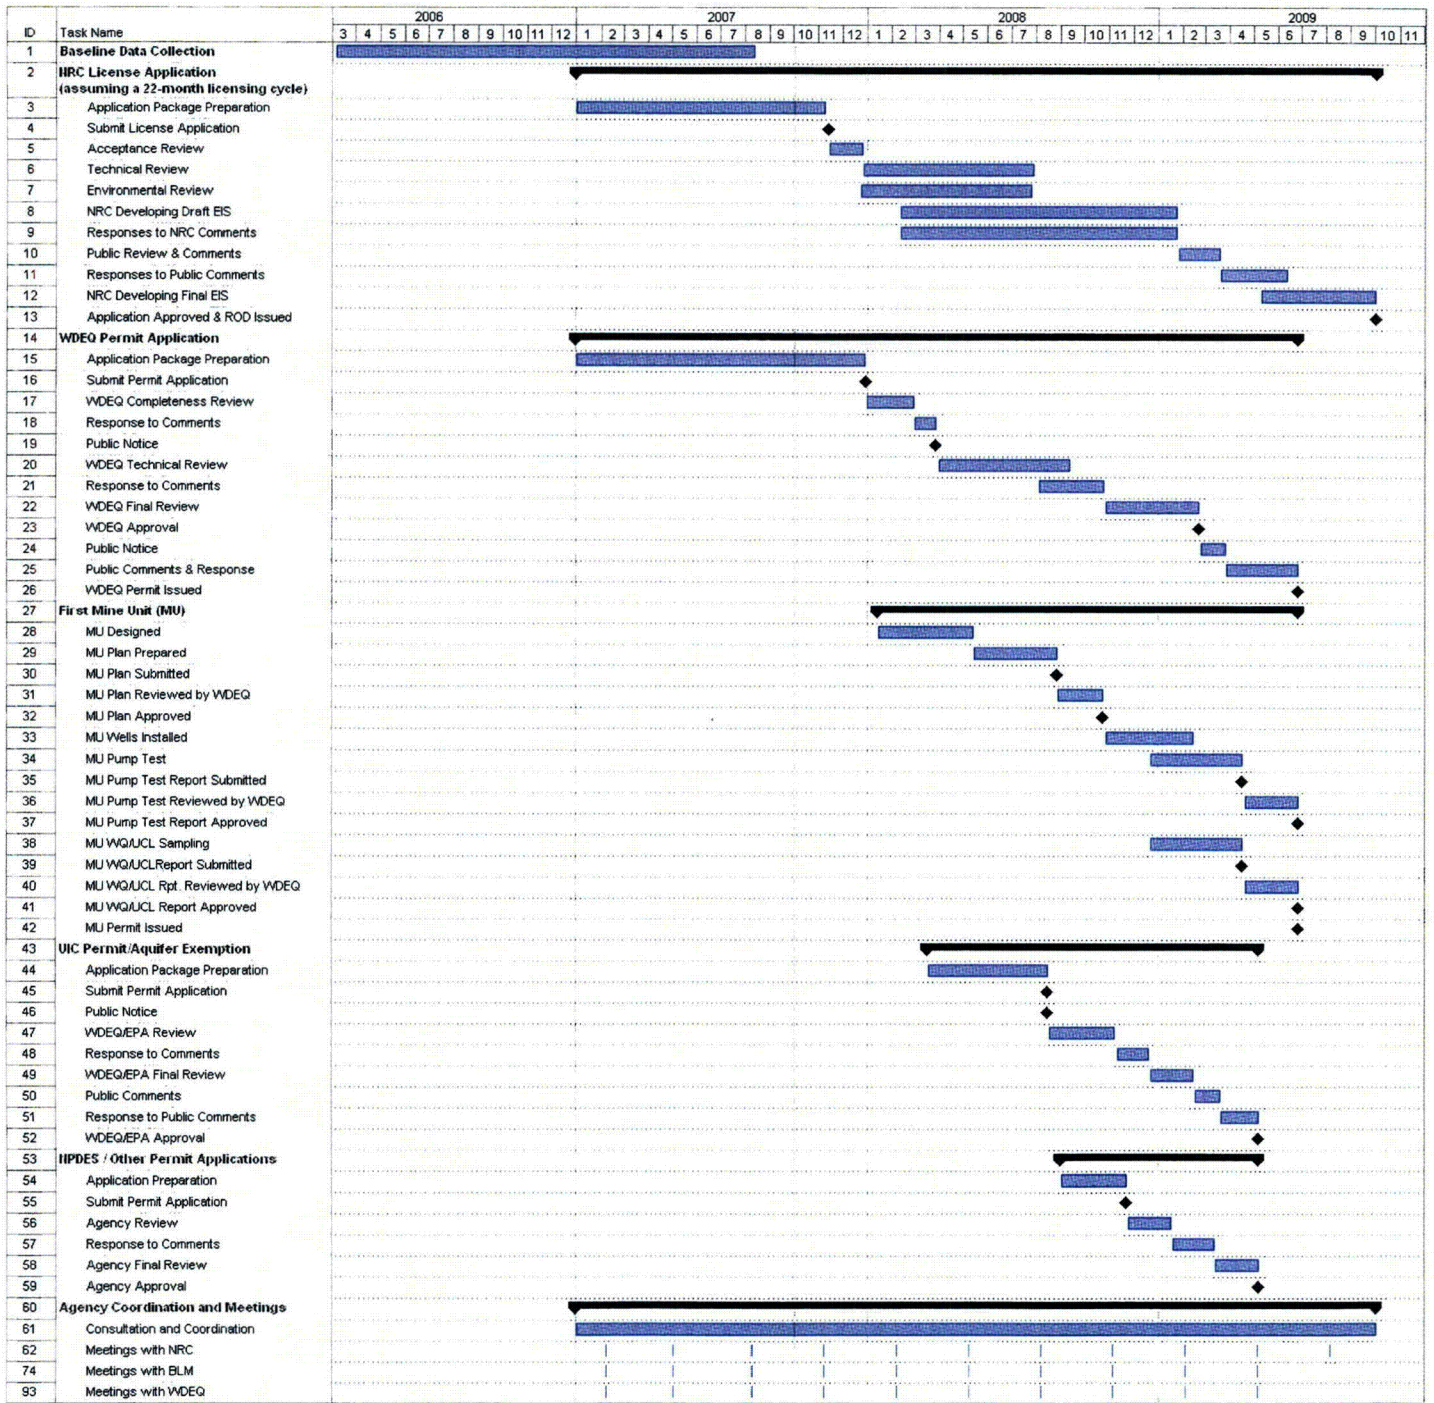 2006 2007 2008 2009
ID Task Name 3 4 5 6 7 8 9 10 11 12 1 2 3 4 5 6 7 8 9 10 11 12 1 2 3 4 5 6 7 8 9 10 11 12 1 2 3 4 5 6 7 8 9 10 11
1 Baseline Data Collection
2 NRC License Application
(assuming a 22-month licensing cycle)
3 Application Package Preparation
4 Submit License Application
5 Acceptance Review
6 Technical Review
7 Environmental Review
8 NRC Developing Draft EIS
9 Responses to NRC Comments
10 Public Review & Comments
11 Responses to Public Comments
12 NRC Developing Final EIS
13 Application Approved & ROD Issued
14 WDEQ Permit Application
15 Application Package Preparation
16 Submit Permit Application
17 WDEQ Completeness Review
18 Response to Comments
19 Public Notice
20 WDEQ Technical Review
21 Response to Comments
22 WDEQ Final Review
23 WDEQ Approval
24 Public Notice
25 Public Comments & Response
26 WDEQ Permit Issued
27 First Mine Unit (MU)
28 MU Designed
29 MU Plan Prepared
30 MU Plan Submitted
31 MU Plan Reviewed by WDEQ
32 MU Plan Approved
33 MU Wells Installed
34 MU Pump Test
35 MU Pump Test Report Submitted
36 MU Pump Test Reviewed by WDEQ
37 MU Pump Test Report Approved
38 MU WQ/UCL Sampling
39 MU WQ/UCLReport Submitted
40 MU WQ/UCL Rpt. Reviewed by WDEQ
41 MU WQ/UCL Report Approved
42 MU Permit Issued
43 UIC Permit/Aquifer Exemption
44 Application Package Preparation
45 Submit Permit Application
46 Public Notice
47 WDEQ/EPA Review
48 Response to Comments
49 WDEQ/EPA Final Review
50 Public Comments
51 Response to Public Comments
52 WDEQ/EPA Approval
53 NPDES / Other Permit Applications
54 Application Preparation
55 Submit Permit Application
56 Agency Review
57 Response to Comments
58 Agency Final Review
59 Agency Approval
60 Agency Coordination and Meetings
61 Consultation and Coordination
62 Meetings with NRC
74 Meetings with BLM
93 Meetings with WDEQ